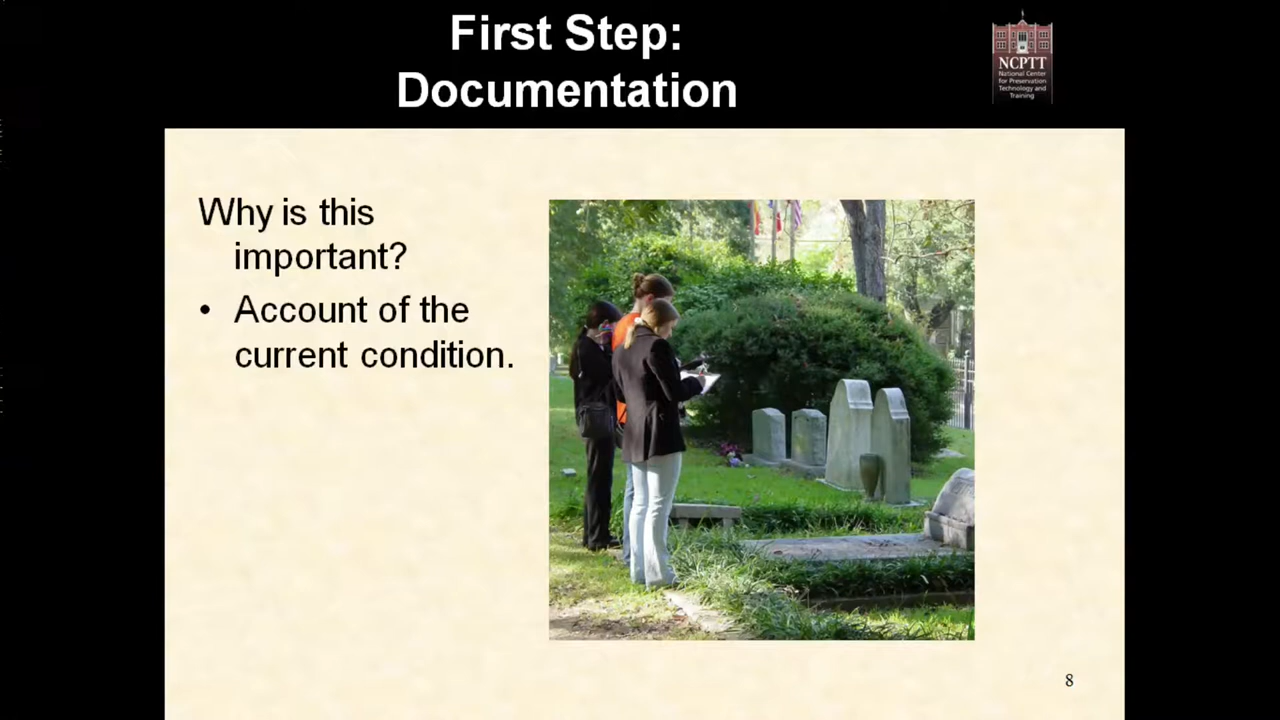 First Step:
Documentation
NCPTT
National Center
for Preservation
Technology and
Training
Why is this
important?
• Account of the
current condition.
8